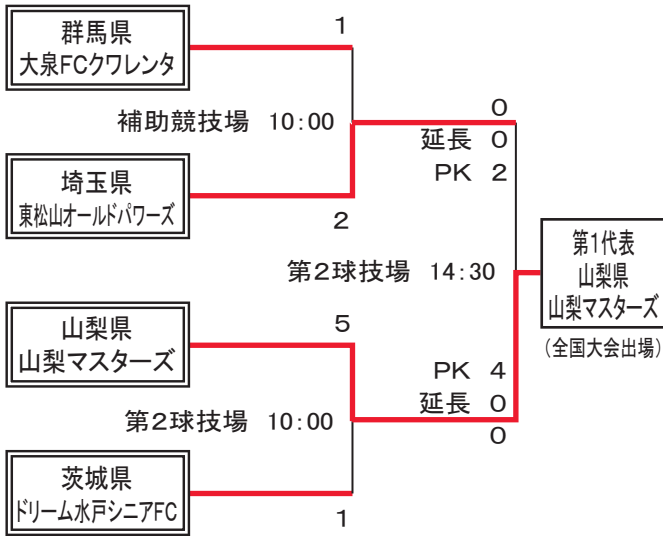 群馬県
大泉FCクワレンタ
1
補助競技場 10:00
埼玉県
東松山オールドパワーズ
2
0
延長 0
PK 2
第2球技場 14:30
第1代表
山梨県
山梨マスターズ
(全国大会出場)
山梨県
山梨マスターズ
5
第2球技場 10:00
PK 4
延長 0
0
茨城県
ドリーム水戸シニアFC
1